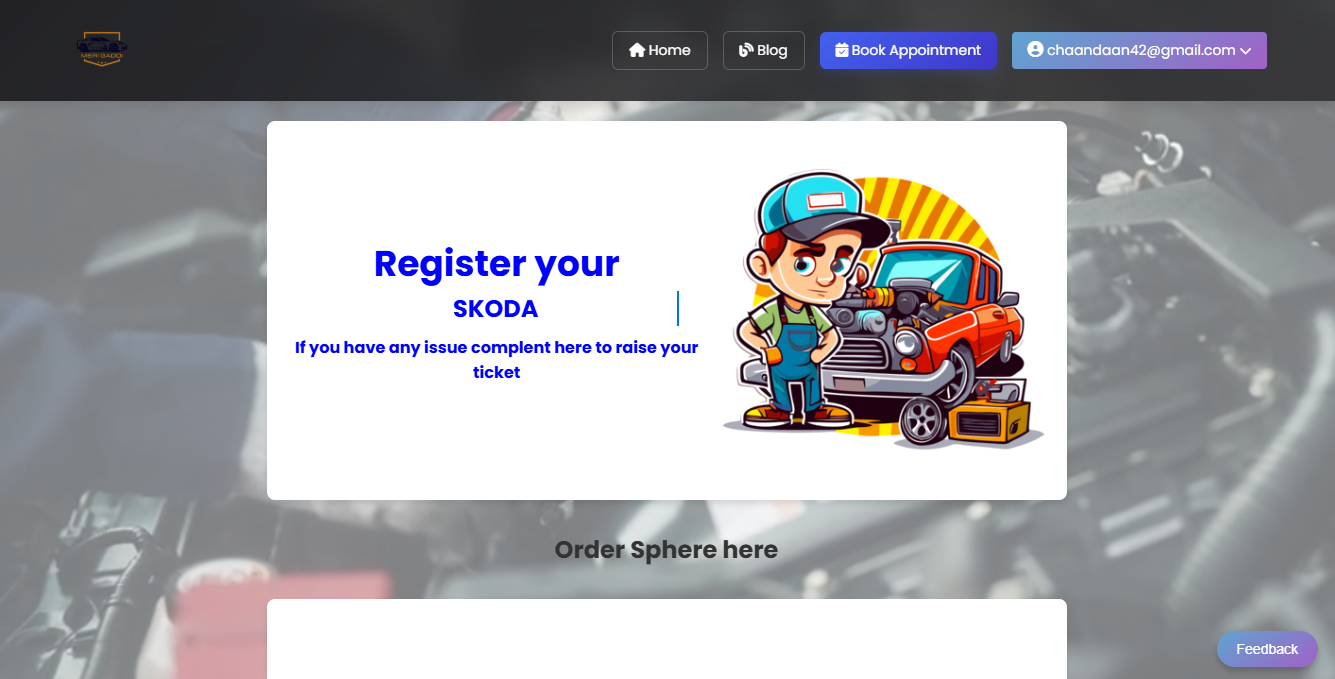 MERI GADDI
Home
Blog
Book Appointment
chaandaan42@gmail.com
Register your
SKODA
If you have any issue complent here to raise your
ticket
Order Sphere here
Feedback